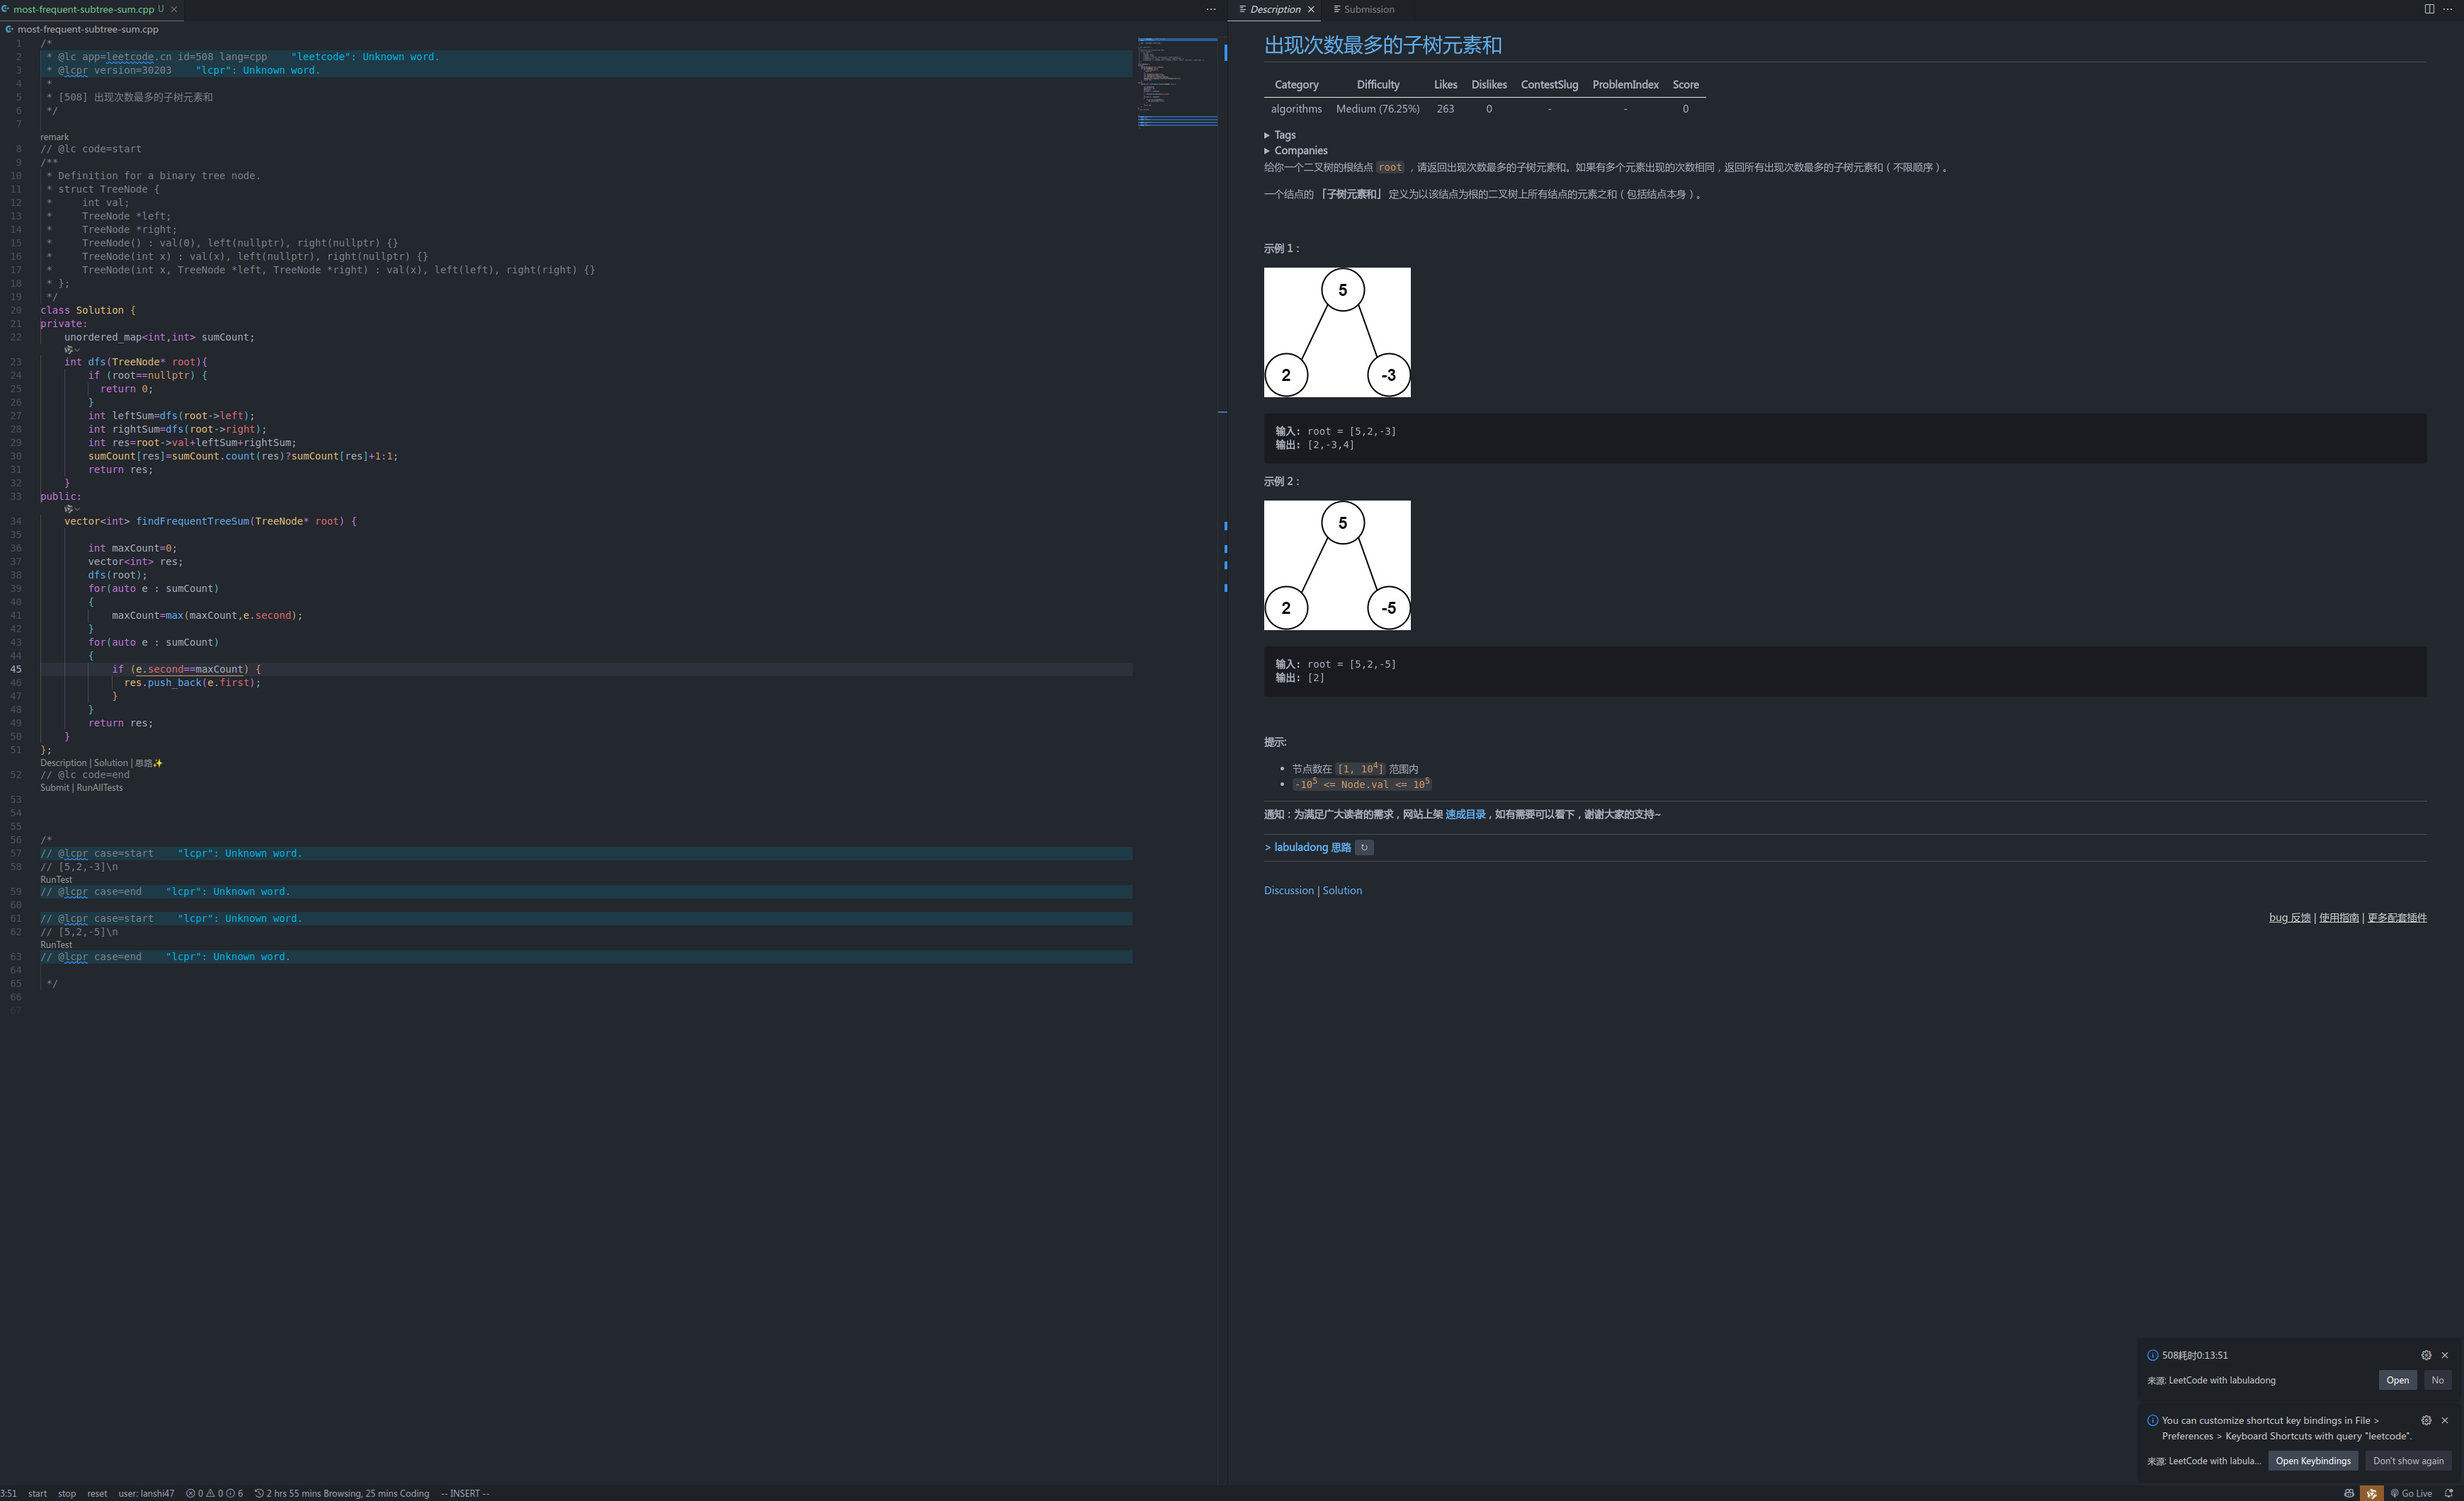 most-frequent-subtree-sum.cpp U
most-frequent-subtree-sum.cpp
1 /*
2 * @lc app=leetcode.cn id=508 lang=cpp "leetcode": Unknown word.
3 * @lcpr version=30203 "lcpr": Unknown word.
4 *
5 * [508] 出现次数最多的子树元素和
6 */
7
remark
8 // @lc code=start
9 /**
10 * Definition for a binary tree node.
11 * struct TreeNode {
12 *     int val;
13 *     TreeNode *left;
14 *     TreeNode *right;
15 *     TreeNode() : val(0), left(nullptr), right(nullptr) {}
16 *     TreeNode(int x) : val(x), left(nullptr), right(nullptr) {}
17 *     TreeNode(int x, TreeNode *left, TreeNode *right) : val(x), left(left), right(right) {}
18 * };
19 */
20 class Solution {
21 private:
22     unordered_map<int,int> sumCount;
23     int dfs(TreeNode* root){
24         if (root==nullptr) {
25           return 0;
26         }
27         int leftSum=dfs(root->left);
28         int rightSum=dfs(root->right);
29         int res=root->val+leftSum+rightSum;
30         sumCount[res]=sumCount.count(res)?sumCount[res]+1:1;
31         return res;
32     }
33 public:
34     vector<int> findFrequentTreeSum(TreeNode* root) {
35
36         int maxCount=0;
37         vector<int> res;
38         dfs(root);
39         for(auto e : sumCount)
40         {
41             maxCount=max(maxCount,e.second);
42         }
43         for(auto e : sumCount)
44         {
45             if (e.second==maxCount) {
46               res.push_back(e.first);
47             }
48         }
49         return res;
50     }
51 };
Description | Solution | 思路✨
52 // @lc code=end
Submit | RunAllTests
53
54
55
56 /*
57 // @lcpr case=start "lcpr": Unknown word.
58 // [5,2,-3]\n
RunTest
59 // @lcpr case=end "lcpr": Unknown word.
60
61 // @lcpr case=start "lcpr": Unknown word.
62 // [5,2,-5]\n
RunTest
63 // @lcpr case=end "lcpr": Unknown word.
64
65 */
66
67
Description Submission
出现次数最多的子树元素和
Category Difficulty Likes Dislikes ContestSlug ProblemIndex Score
algorithms Medium (76.25%) 263 0 - - 0
Tags
Companies
给你一个二叉树的根结点 root ，请返回出现次数最多的子树元素和。如果有多个元素出现的次数相同，返回所有出现次数最多的子树元素和（不限顺序）。
一个结点的 「子树元素和」 定义为以该结点为根的二叉树上所有结点的元素之和（包括结点本身）。
示例 1：
5
2 -3
输入: root = [5,2,-3]
输出: [2,-3,4]
示例 2：
5
2 -5
输入: root = [5,2,-5]
输出: [2]
提示:
• 节点数在 [1, 10^4] 范围内
• -10^5 <= Node.val <= 10^5
通知：为满足广大读者的需求，网站上架 速成目录，如有需要可以看下，谢谢大家的支持~
> labuladong 思路
Discussion | Solution
bug 反馈 | 使用指南 | 更多配套插件
508耗时0:13:51
来源: LeetCode with labuladong Open No
You can customize shortcut key bindings in File >
Preferences > Keyboard Shortcuts with query "leetcode".
来源: LeetCode with labula... Open Keybindings Don't show again
3:51 start stop reset user: lanshi47 0 0 6 2 hrs 55 mins Browsing, 25 mins Coding -- INSERT -- Go Live